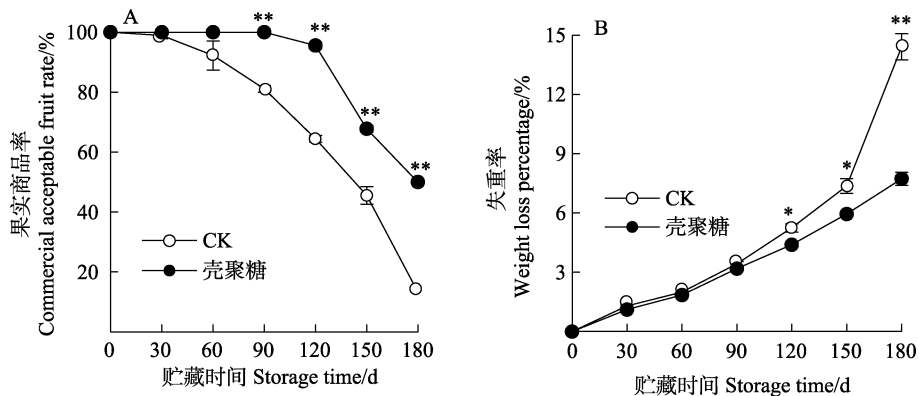 A
果实商品率
Commercial acceptable fruit rate/%
100
80
60
40
20
**
**
**
**
CK
壳聚糖
0 30 60 90 120 150 180
贮藏时间 Storage time/d
B
失重率
Weight loss percentage/%
15
12
9
6
3
**
*
*
CK
壳聚糖
0 30 60 90 120 150 180
贮藏时间 Storage time/d